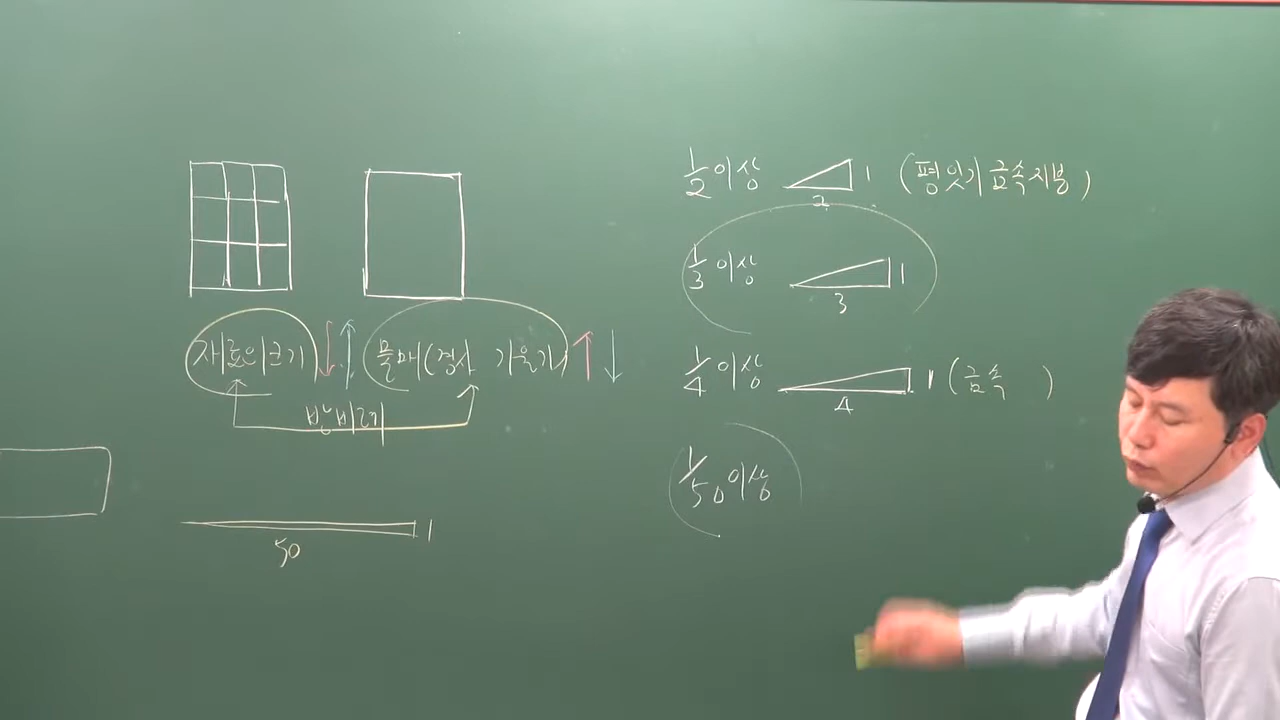 재료의크기 물매(경사 기울기)
반비례
50 1
1/2 이상 2 1 (평잇기 금속지붕)
1/3 이상 3 1
1/4 이상 4 1 (금속 )
1/50 이상